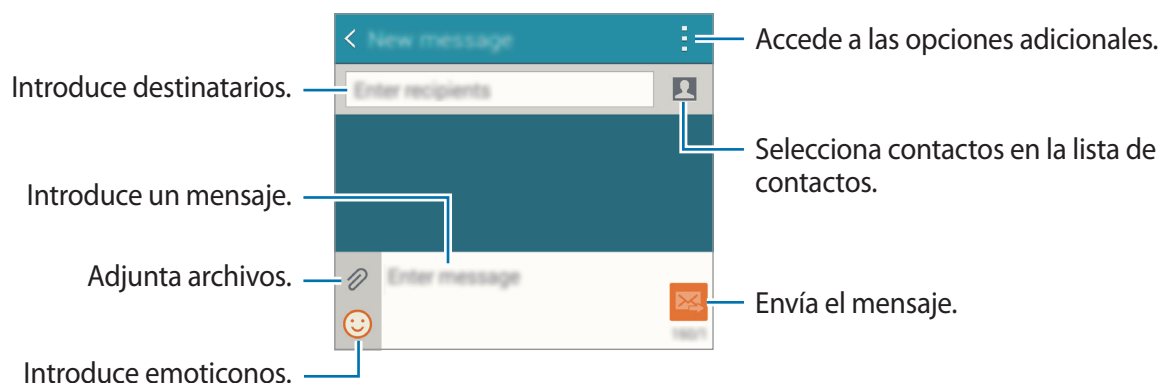 New message
Accede a las opciones adicionales.
Introduce destinatarios.
Enter recipients
Selecciona contactos en la lista de
contactos.
Introduce un mensaje.
Adjunta archivos.
Enter message
Envía el mensaje.
Introduce emoticonos.